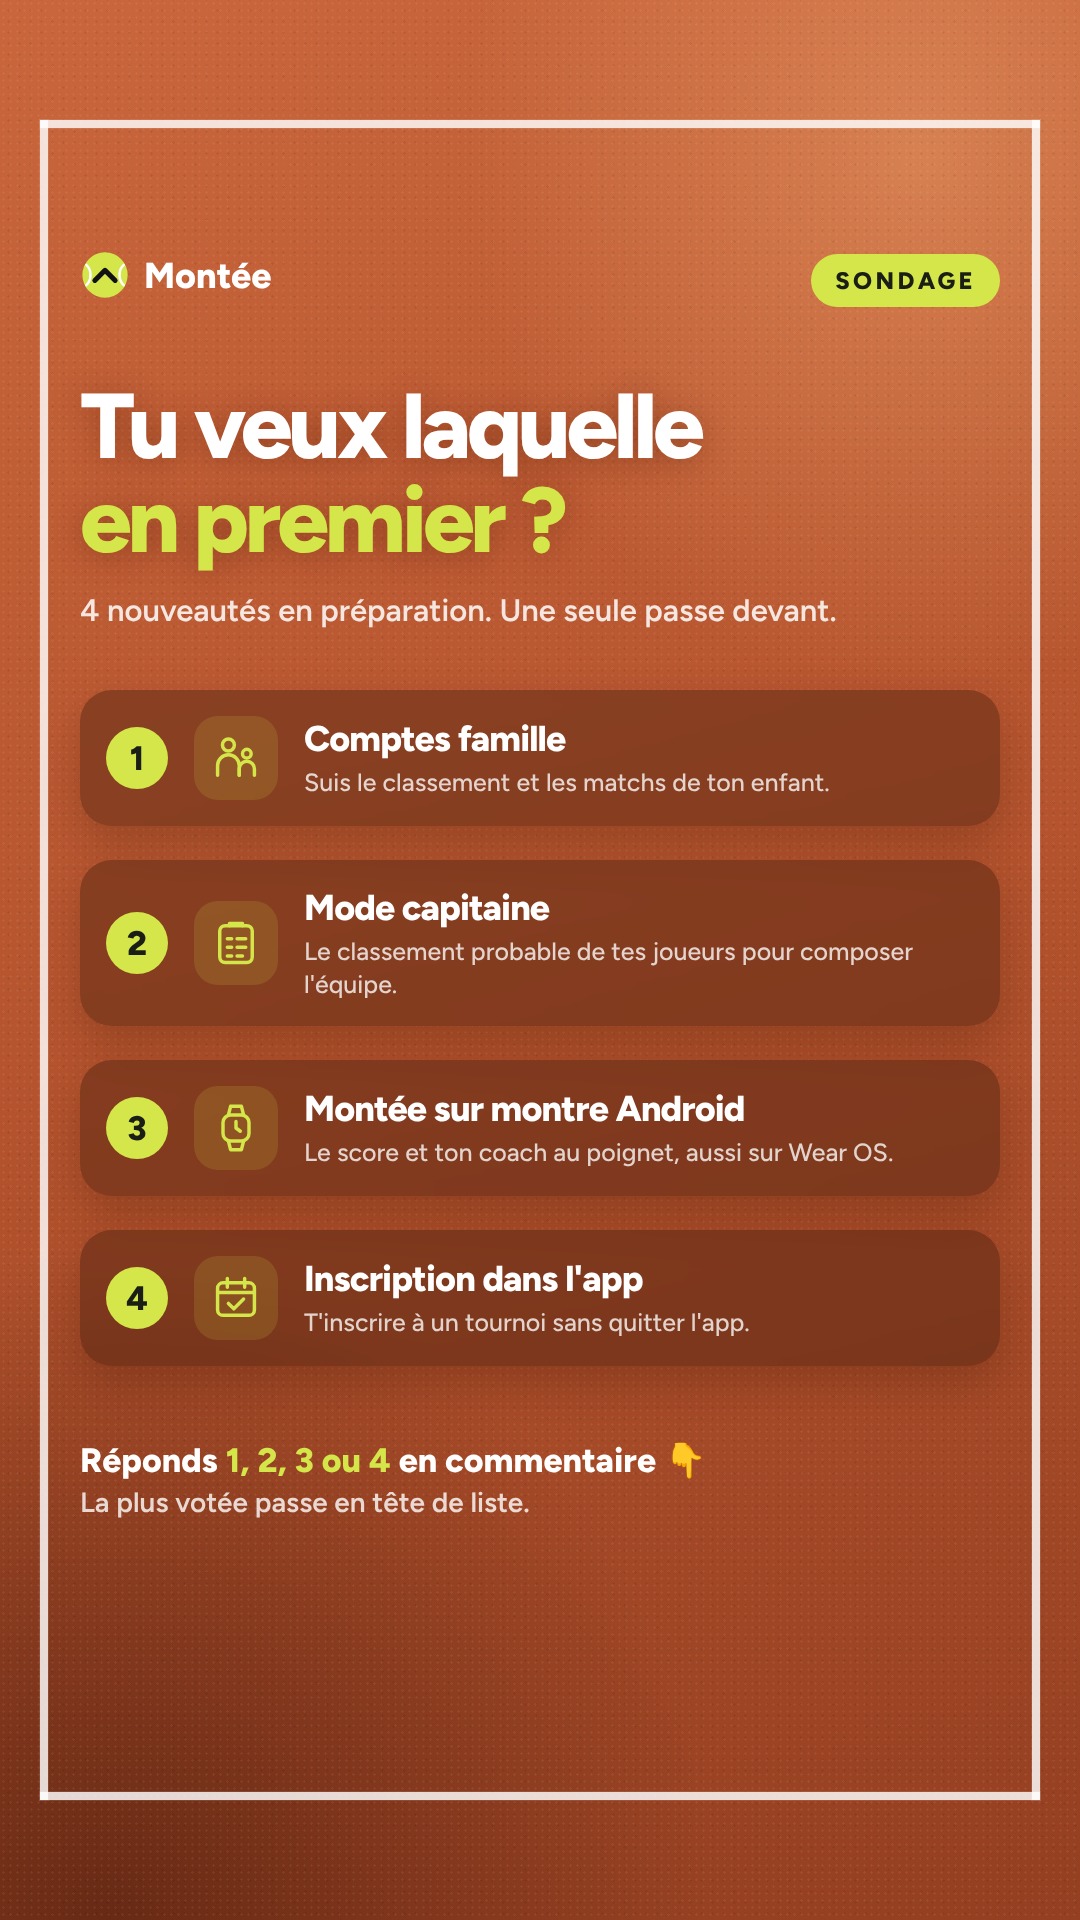 Montée
SONDAGE
Tu veux laquelle
en premier ?
4 nouveautés en préparation. Une seule passe devant.
1
Comptes famille
Suis le classement et les matchs de ton enfant.
2
Mode capitaine
Le classement probable de tes joueurs pour composer
l'équipe.
3
Montée sur montre Android
Le score et ton coach au poignet, aussi sur Wear OS.
4
Inscription dans l'app
T'inscrire à un tournoi sans quitter l'app.
Réponds 1, 2, 3 ou 4 en commentaire 👇
La plus votée passe en tête de liste.